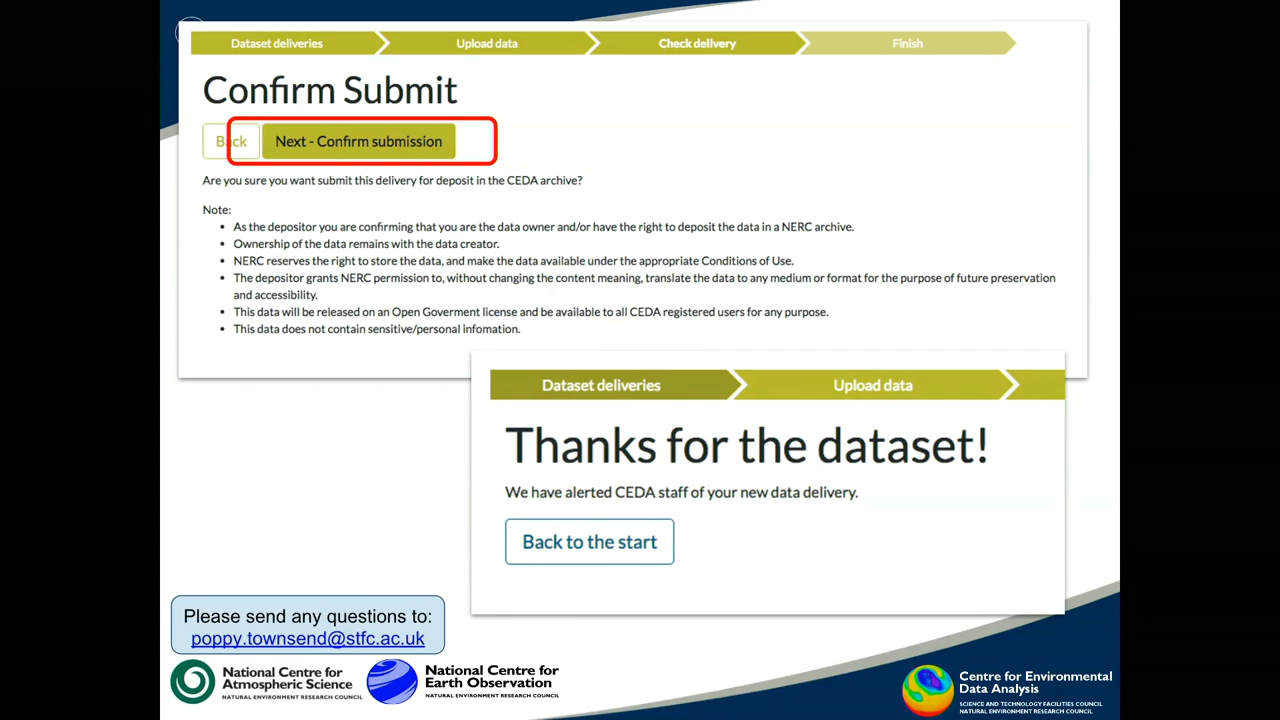 Dataset deliveries
Upload data
Check delivery
Finish
Confirm Submit
Back
Next - Confirm submission
Are you sure you want submit this delivery for deposit in the CEDA archive?
Note:
• As the depositor you are confirming that you are the data owner and/or have the right to deposit the data in a NERC archive.
• Ownership of the data remains with the data creator.
• NERC reserves the right to store the data, and make the data available under the appropriate Conditions of Use.
• The depositor grants NERC permission to, without changing the content meaning, translate the data to any medium or format for the purpose of future preservation
and accessibility.
• This data will be released on an Open Goverment license and be available to all CEDA registered users for any purpose.
• This data does not contain sensitive/personal infomation.
Dataset deliveries
Upload data
Thanks for the dataset!
We have alerted CEDA staff of your new data delivery.
Back to the start
Please send any questions to:
poppy.townsend@stfc.ac.uk
National Centre for
Atmospheric Science
NATURAL ENVIRONMENT RESEARCH COUNCIL
National Centre for
Earth Observation
NATURAL ENVIRONMENT RESEARCH COUNCIL
Centre for Environmental
Data Analysis
SCIENCE AND TECHNOLOGY FACILITIES COUNCIL
NATURAL ENVIRONMENT RESEARCH COUNCIL